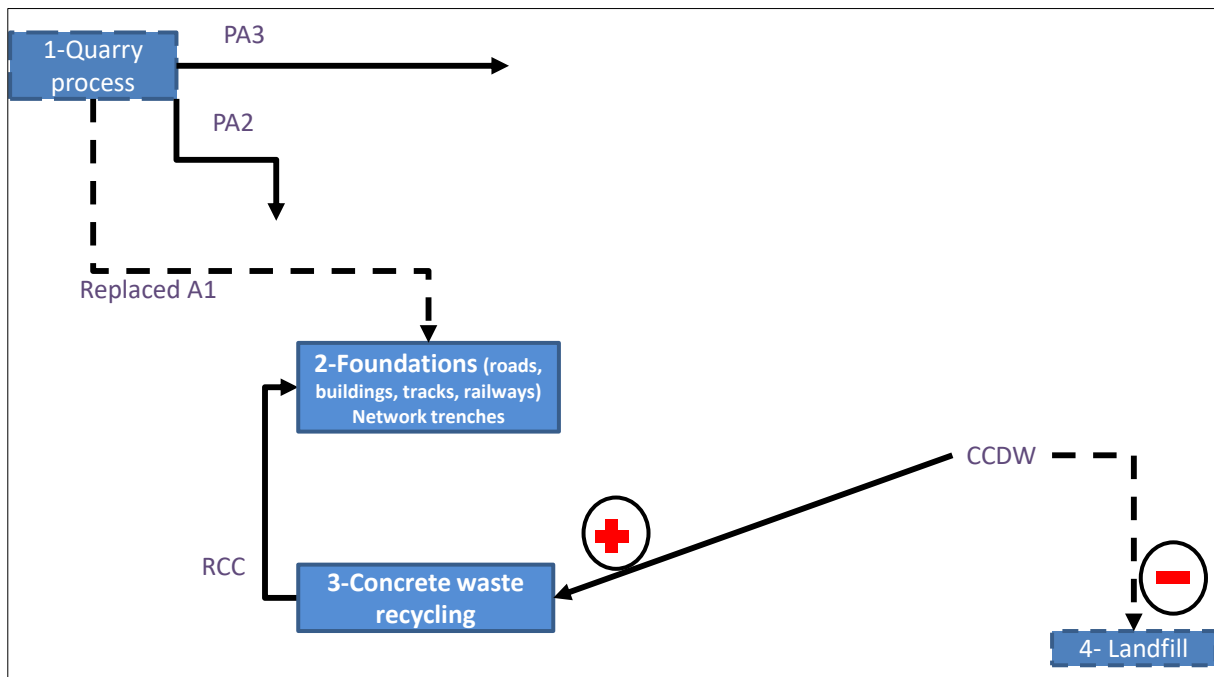 PA3
1-Quarry
process
PA2
Replaced A1
2-Foundations (roads,
buildings, tracks, railways)
Network trenches
CCDW
RCC
3-Concrete waste
recycling
4- Landfill